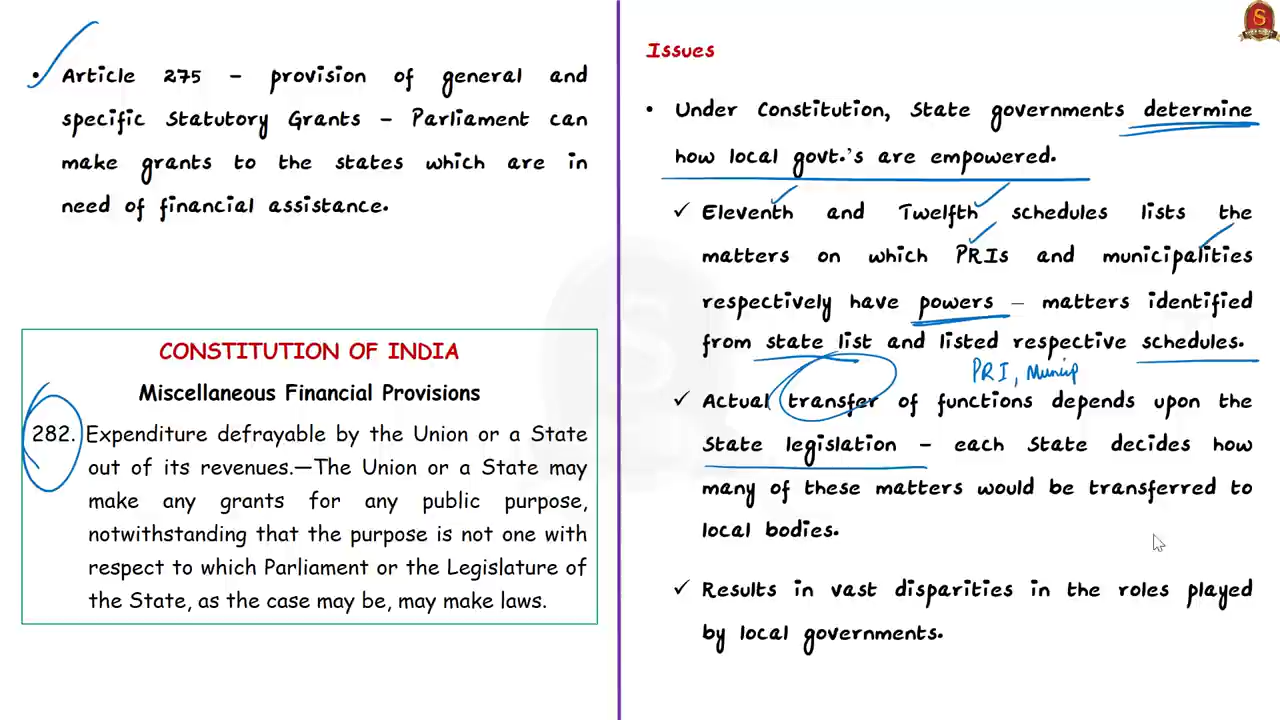 • Article 275 – provision of general and
specific Statutory Grants – Parliament can
make grants to the states which are in
need of financial assistance.
CONSTITUTION OF INDIA
Miscellaneous Financial Provisions
282. Expenditure defrayable by the Union or a State
out of its revenues.—The Union or a State may
make any grants for any public purpose,
notwithstanding that the purpose is not one with
respect to which Parliament or the Legislature of
the State, as the case may be, may make laws.
Issues
• Under Constitution, State governments determine
how local govt.'s are empowered.
✓ Eleventh and Twelfth schedules lists the
matters on which PRIs and municipalities
respectively have powers – matters identified
from state list and listed respective schedules.
PRI, Municip
✓ Actual transfer of functions depends upon the
State legislation – each State decides how
many of these matters would be transferred to
local bodies.
✓ Results in vast disparities in the roles played
by local governments.
S